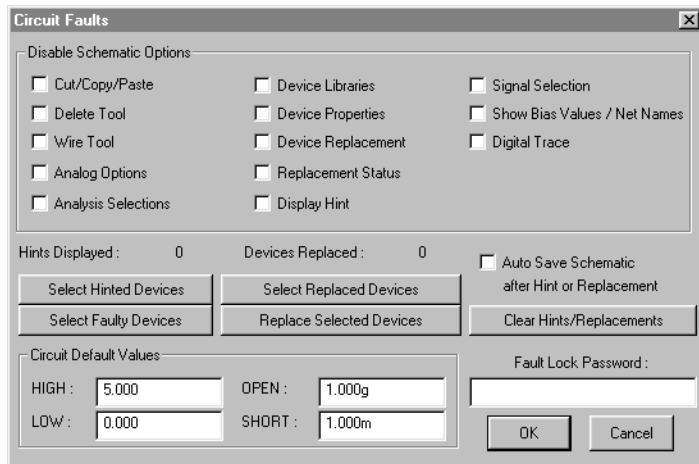 Circuit Faults
Disable Schematic Options
Cut/Copy/Paste
Delete Tool
Wire Tool
Analog Options
Analysis Selections
Device Libraries
Device Properties
Device Replacement
Replacement Status
Display Hint
Signal Selection
Show Bias Values / Net Names
Digital Trace
Hints Displayed : 0
Devices Replaced : 0
Auto Save Schematic
after Hint or Replacement
Select Hinted Devices
Select Replaced Devices
Select Faulty Devices
Replace Selected Devices
Clear Hints/Replacements
Circuit Default Values
HIGH : 5.000
OPEN : 1.000g
LOW : 0.000
SHORT : 1.000m
Fault Lock Password :
OK
Cancel